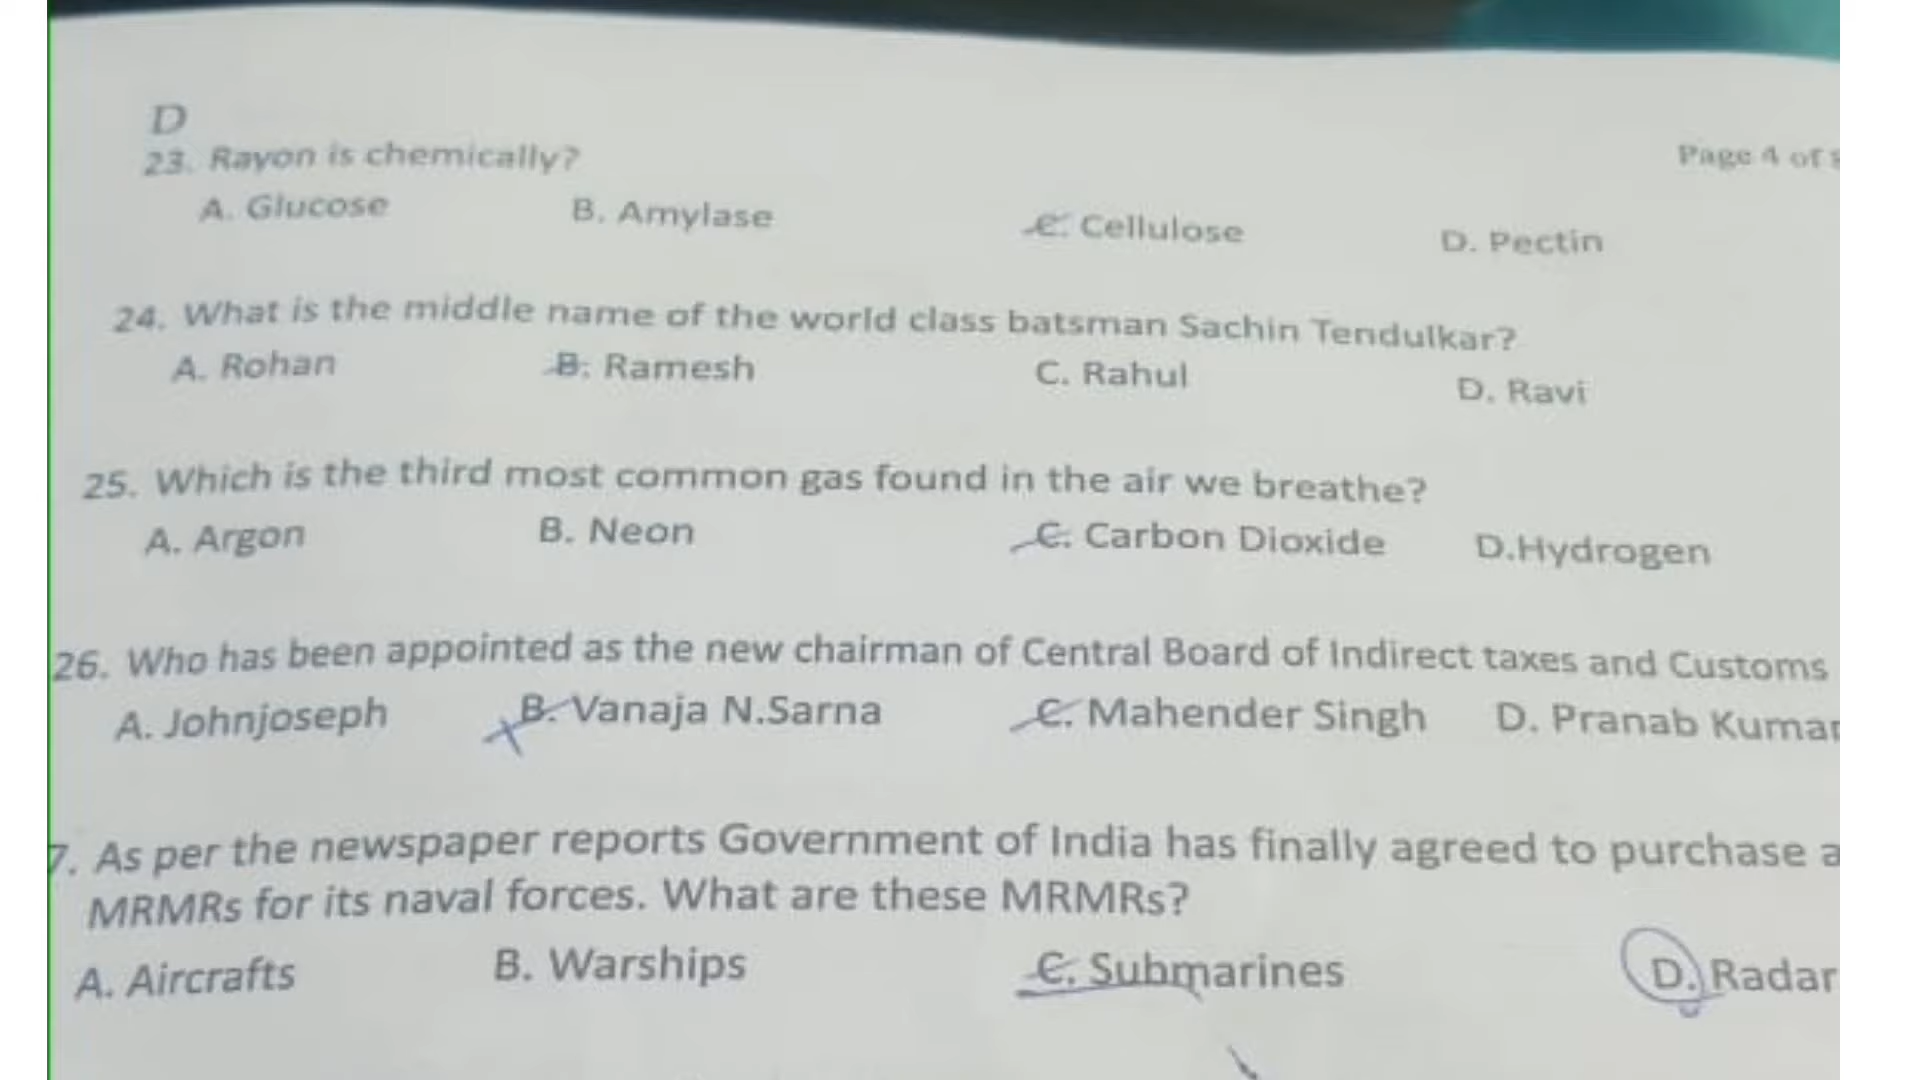 D
23. Rayon is chemically?
Page 4 of
A. Glucose B. Amylase C. Cellulose D. Pectin
24. What is the middle name of the world class batsman Sachin Tendulkar?
A. Rohan B. Ramesh C. Rahul D. Ravi
25. Which is the third most common gas found in the air we breathe?
A. Argon B. Neon C. Carbon Dioxide D.Hydrogen
26. Who has been appointed as the new chairman of Central Board of Indirect taxes and Customs
A. Johnjoseph B. Vanaja N.Sarna C. Mahender Singh D. Pranab Kumar
7. As per the newspaper reports Government of India has finally agreed to purchase a
MRMRs for its naval forces. What are these MRMRs?
A. Aircrafts B. Warships C. Submarines D. Radar